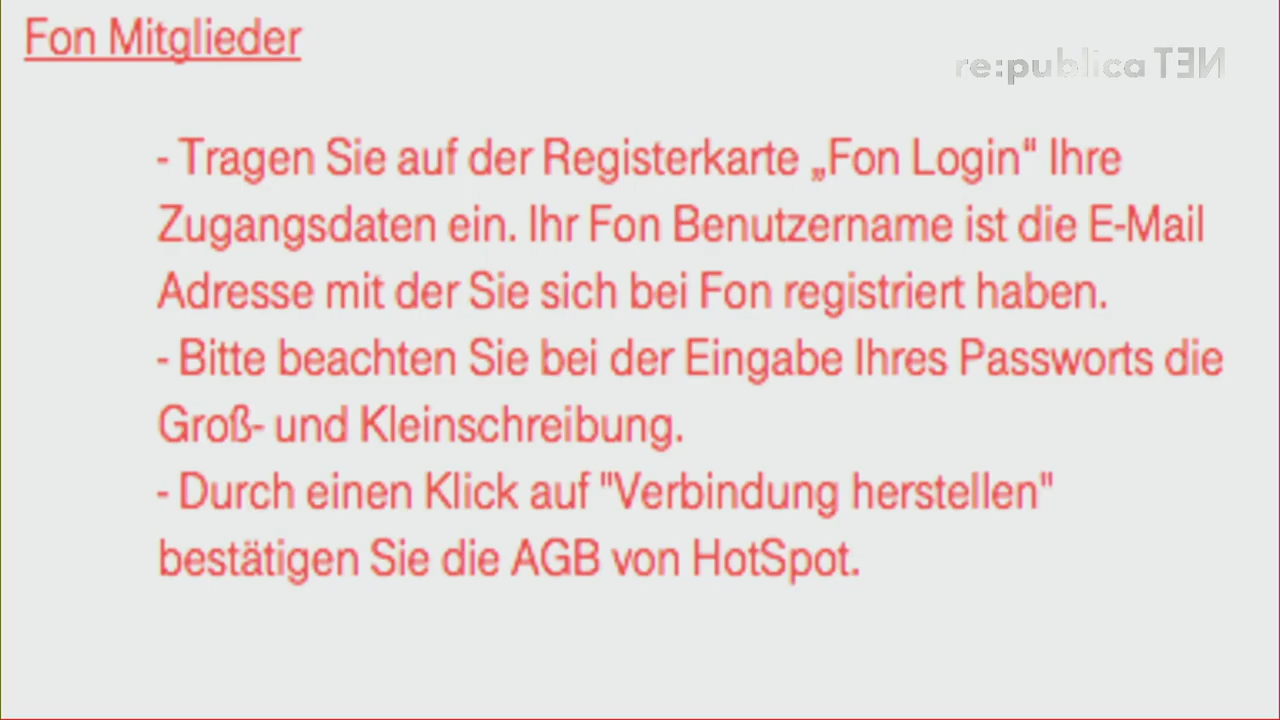 Fon Mitglieder
re:publica TEN
- Tragen Sie auf der Registerkarte „Fon Login“ Ihre
Zugangsdaten ein. Ihr Fon Benutzername ist die E-Mail
Adresse mit der Sie sich bei Fon registriert haben.
- Bitte beachten Sie bei der Eingabe Ihres Passworts die
Groß- und Kleinschreibung.
- Durch einen Klick auf "Verbindung herstellen"
bestätigen Sie die AGB von HotSpot.